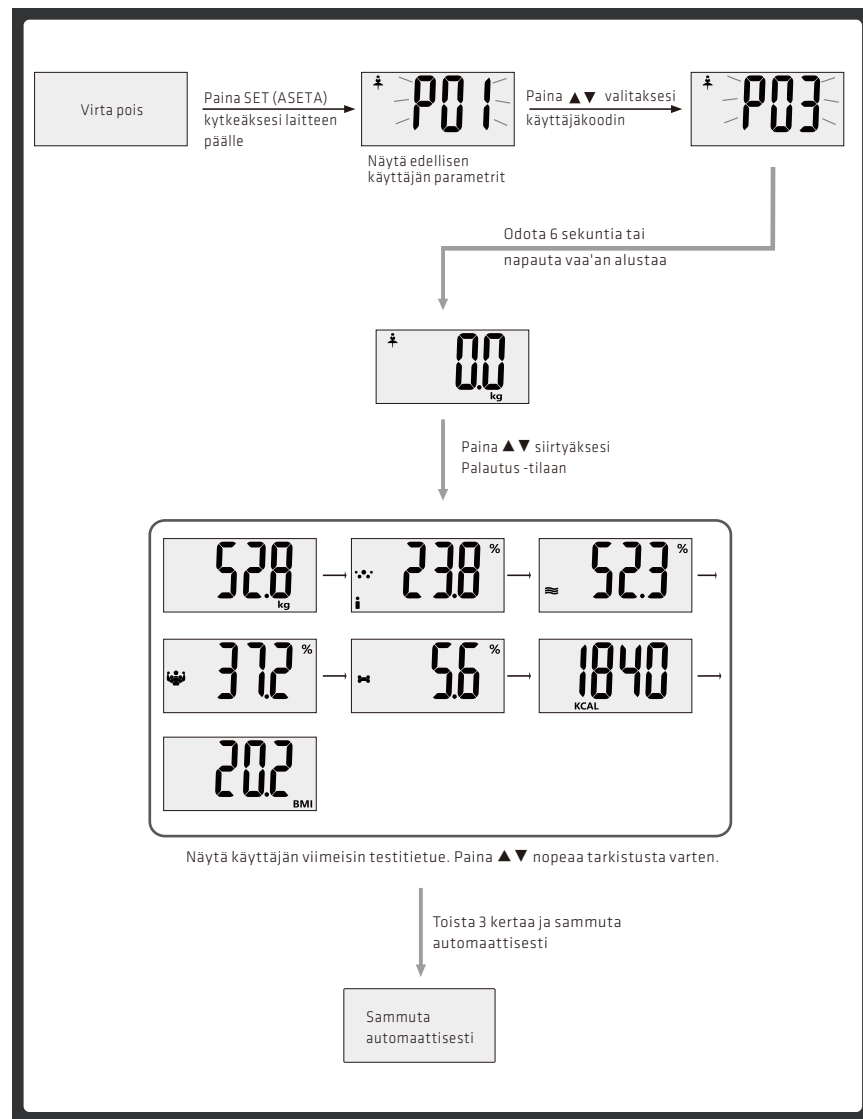 Virta pois
Paina SET (ASETA)
kytkeäksesi laitteen
päälle
P01
Näytä edellisen
käyttäjän parametrit
Paina ▲▼ valitaksesi
käyttäjäkoodin
P03
Odota 6 sekuntia tai
napauta vaa'an alustaa
0.0
kg
Paina ▲▼ siirtyäksesi
Palautus -tilaan
52.8
kg
23.8 %
52.3 %
37.2 %
5.6 %
1840
KCAL
20.2
BMI
Näytä käyttäjän viimeisin testitietue. Paina ▲▼ nopeaa tarkistusta varten.
Toista 3 kertaa ja sammuta
automaattisesti
Sammuta
automaattisesti